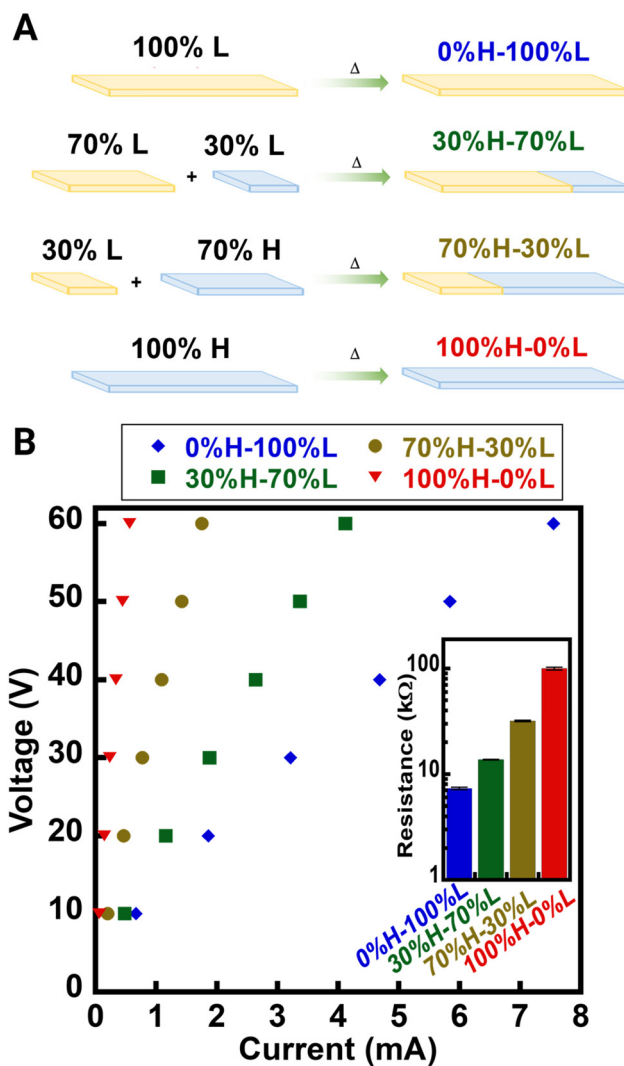 A
100% L
Δ
0%H-100%L
70% L
+
30% L
Δ
30%H-70%L
30% L
+
70% H
Δ
70%H-30%L
100% H
Δ
100%H-0%L
B
0%H-100%L
70%H-30%L
30%H-70%L
100%H-0%L
Voltage (V)
60
50
40
30
20
10
0
0 1 2 3 4 5 6 7 8
Current (mA)
Resistance (kΩ)
100
10
1
0%H-100%L
30%H-70%L
70%H-30%L
100%H-0%L